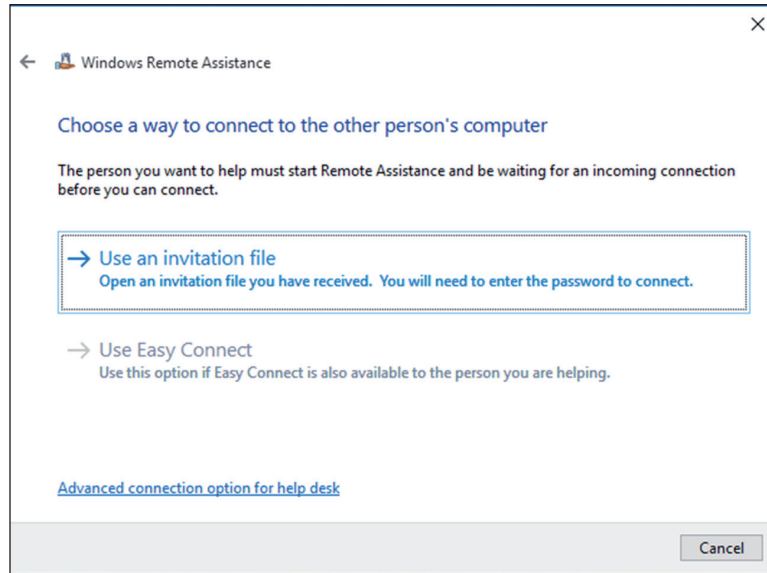 Windows Remote Assistance
Choose a way to connect to the other person's computer
The person you want to help must start Remote Assistance and be waiting for an incoming connection
before you can connect.
Use an invitation file
Open an invitation file you have received.  You will need to enter the password to connect.
Use Easy Connect
Use this option if Easy Connect is also available to the person you are helping.
Advanced connection option for help desk
Cancel